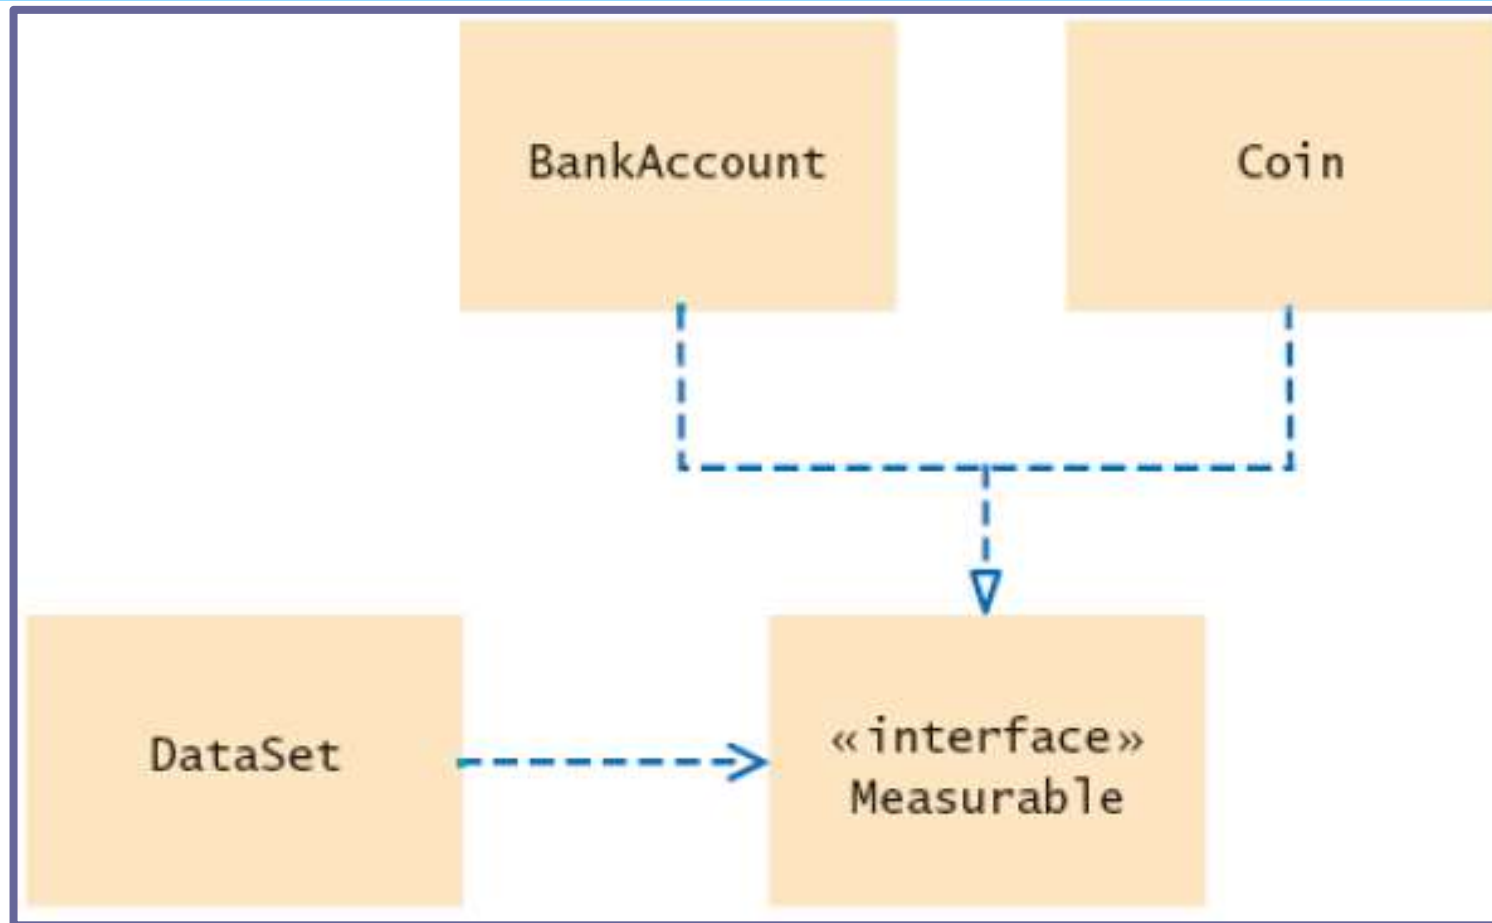 BankAccount
Coin
DataSet
«interface»
Measurable